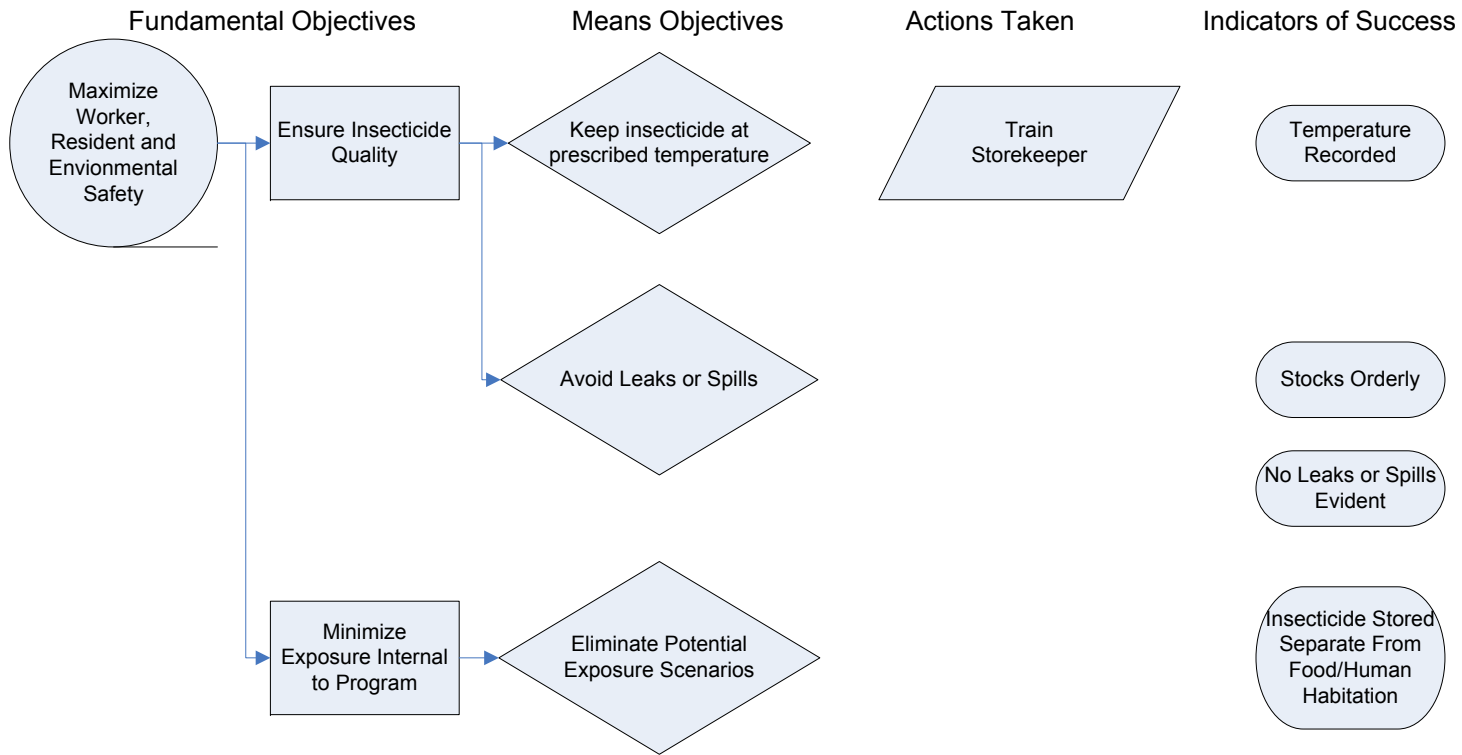 Fundamental Objectives
Means Objectives
Actions Taken
Indicators of Success
Maximize
Worker,
Resident and
Envionmental
Safety
Ensure Insecticide
Quality
Keep insecticide at
prescribed temperature
Train
Storekeeper
Temperature
Recorded
Avoid Leaks or Spills
Stocks Orderly
No Leaks or Spills
Evident
Minimize
Exposure Internal
to Program
Eliminate Potential
Exposure Scenarios
Insecticide Stored
Separate From
Food/Human
Habitation